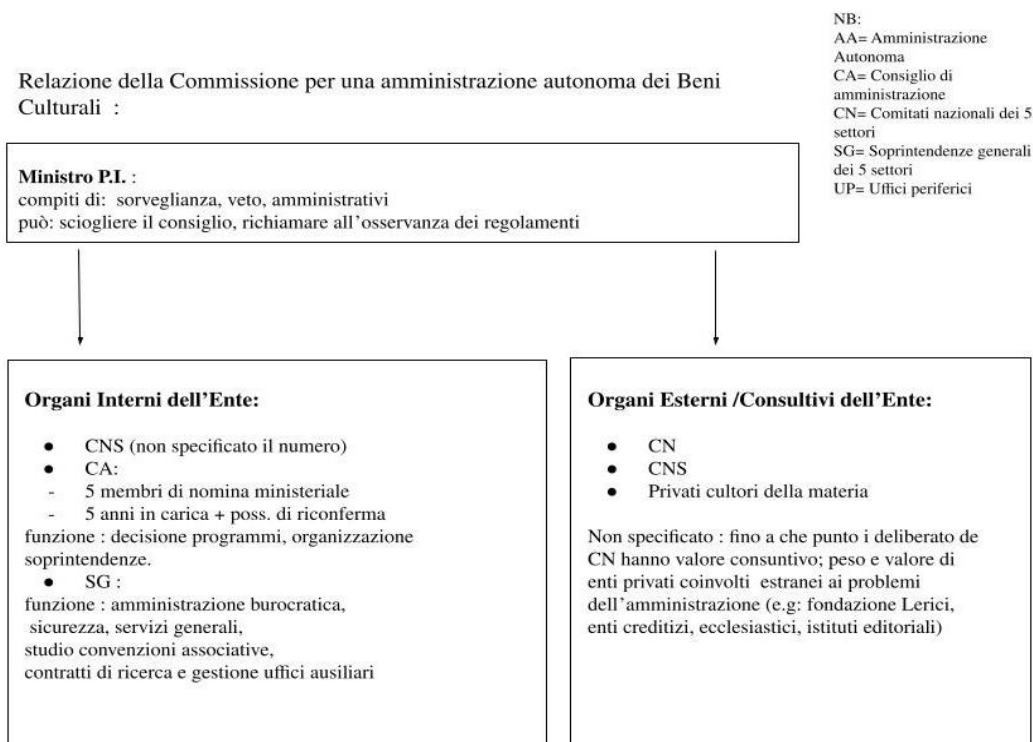 NB:
AA= Amministrazione
Autonoma
CA= Consiglio di
amministrazione
CN= Comitati nazionali dei 5
settori
SG= Soprintendenze generali
dei 5 settori
UP= Uffici periferici
Relazione della Commissione per una amministrazione autonoma dei Beni
Culturali :
Ministro P.I. :
compiti di: sorveglianza, veto, amministrativi
può: sciogliere il consiglio, richiamare all'osservanza dei regolamenti
Organi Interni dell'Ente:
● CNS (non specificato il numero)
● CA:
- 5 membri di nomina ministeriale
- 5 anni in carica + poss. di riconferma
funzione : decisione programmi, organizzazione
soprintendenze.
● SG :
funzione : amministrazione burocratica,
sicurezza, servizi generali,
studio convenzioni associative,
contratti di ricerca e gestione uffici ausiliari
Organi Esterni /Consultivi dell'Ente:
● CN
● CNS
● Privati cultori della materia
Non specificato : fino a che punto i deliberato de
CN hanno valore consuntivo; peso e valore di
enti privati coinvolti estranei ai problemi
dell'amministrazione (e.g: fondazione Lerici,
enti creditizi, ecclesiastici, istituti editoriali)